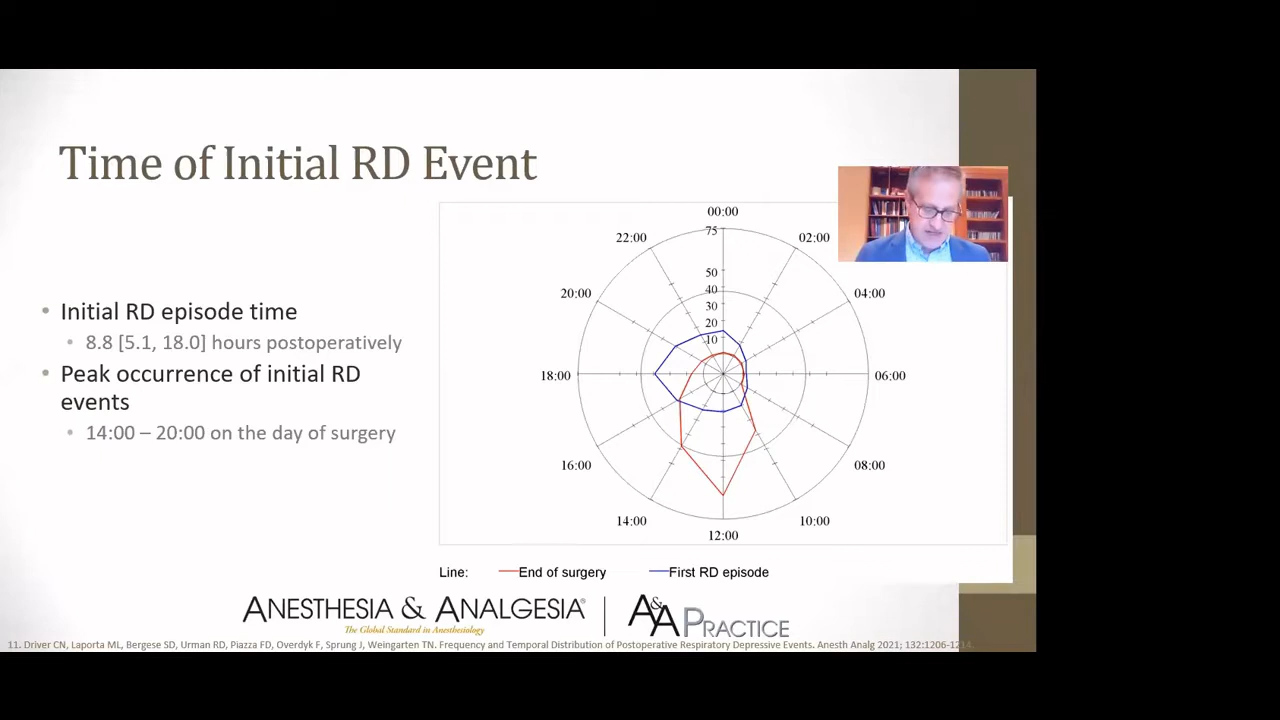 Time of Initial RD Event
• Initial RD episode time
• 8.8 [5.1, 18.0] hours postoperatively
• Peak occurrence of initial RD
events
• 14:00 – 20:00 on the day of surgery
00:00
02:00
04:00
06:00
08:00
10:00
12:00
14:00
16:00
18:00
20:00
22:00
75
50
40
30
20
10
Line: End of surgery First RD episode
ANESTHESIA & ANALGESIA®
The Global Standard in Anesthesiology
A&A PRACTICE
11. Driver CN, Laporta ML, Bergese SD, Urman RD, Piazza FD, Overdyk F, Sprung J, Weingarten TN. Frequency and Temporal Distribution of Postoperative Respiratory Depressive Events. Anesth Analg 2021; 132:1206-1214.